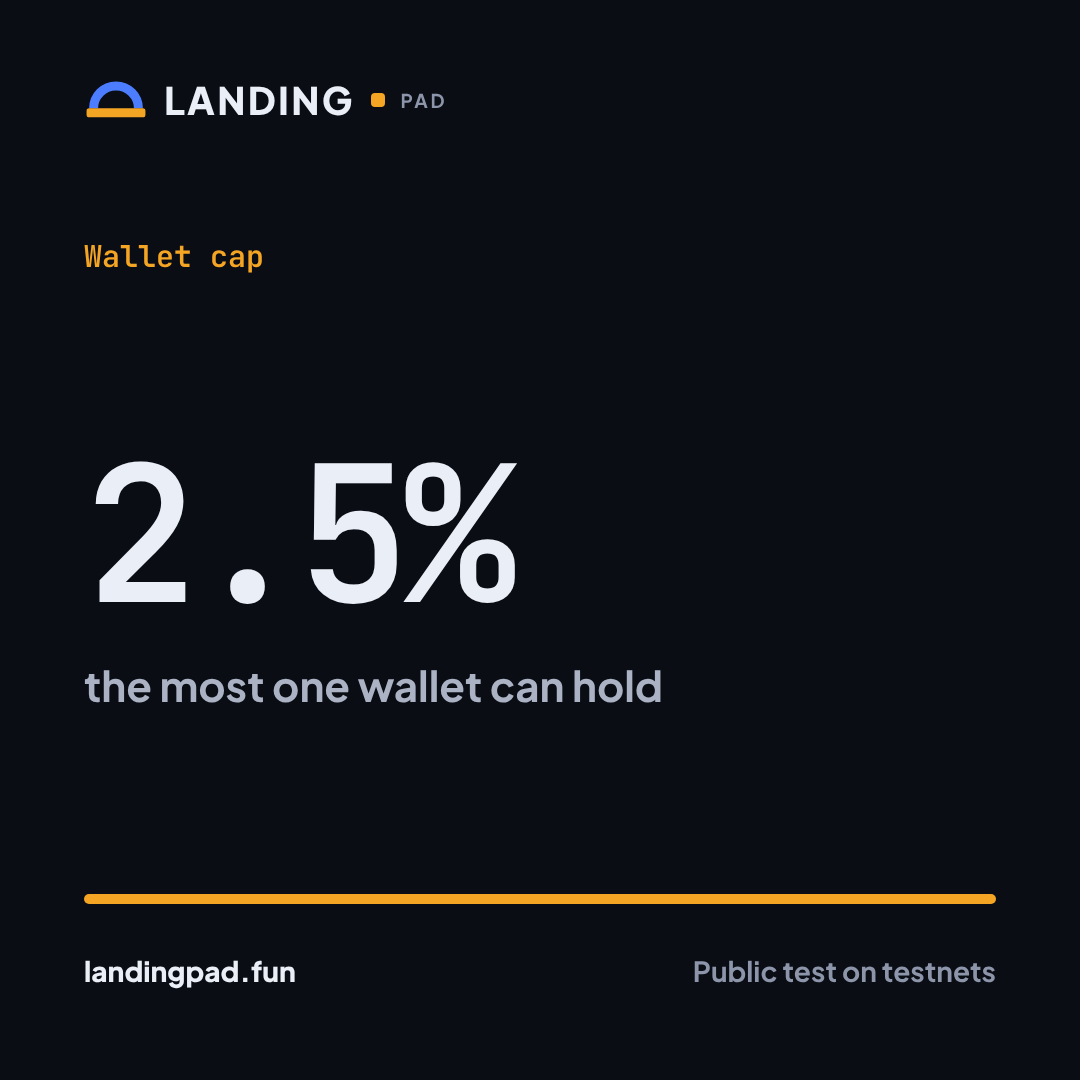 LANDING PAD
Wallet cap
2.5%
the most one wallet can hold
landingpad.fun
Public test on testnets